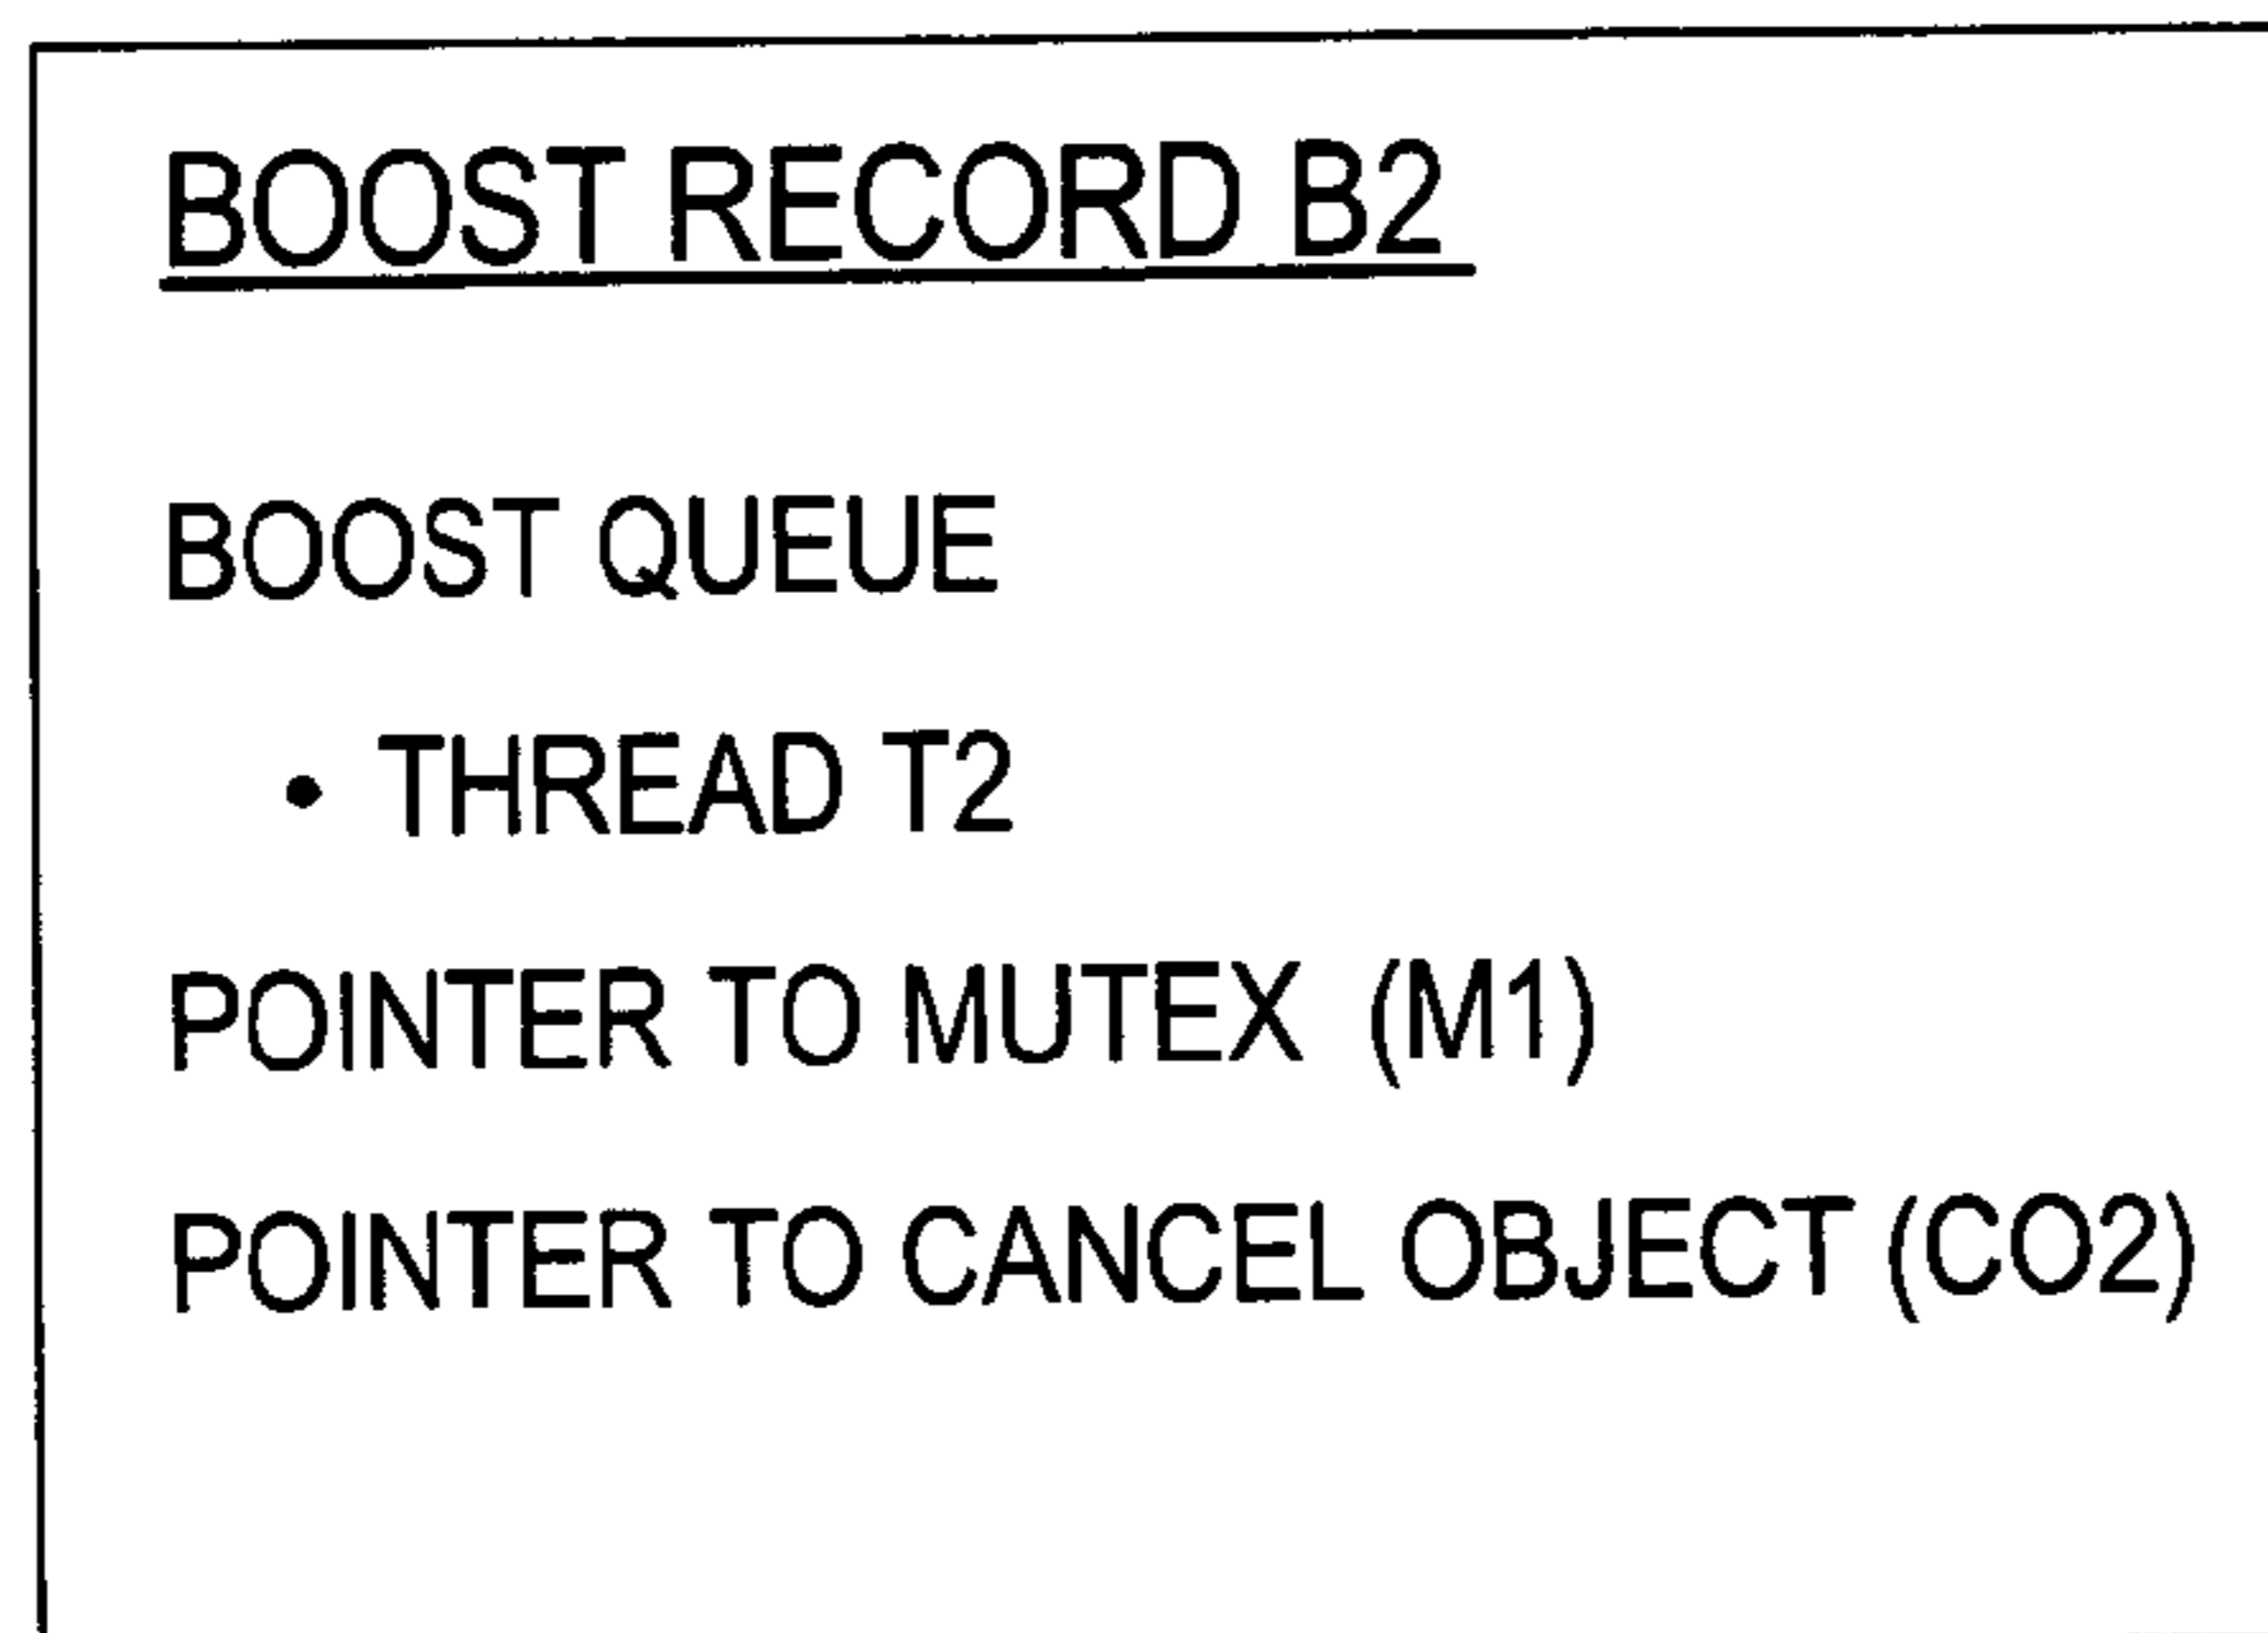 BOOST RECORD B2
BOOST QUEUE
• THREAD T2
POINTER TO MUTEX (M1)
POINTER TO CANCEL OBJECT (CO2)